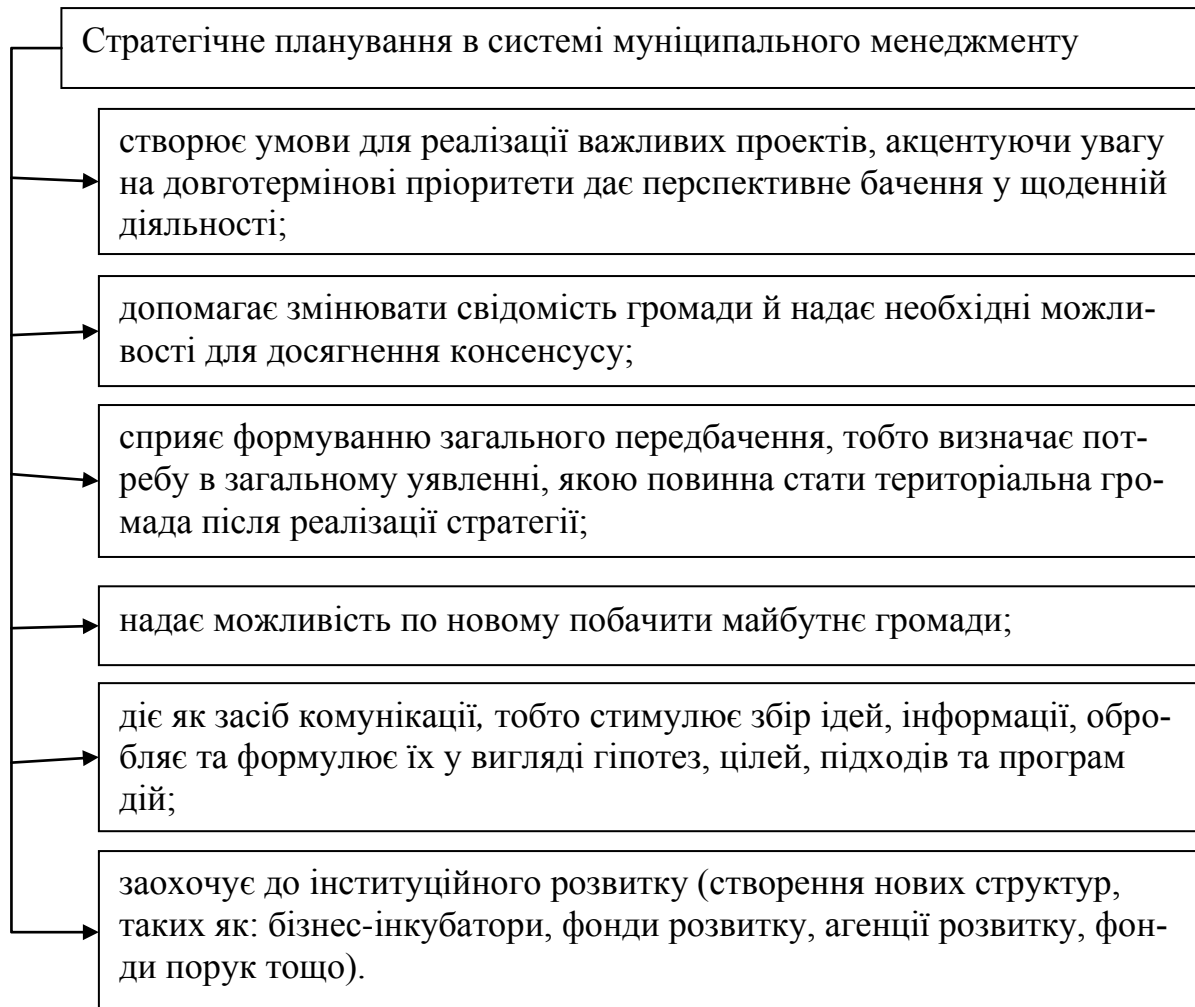 Стратегічне планування в системі муніципального менеджменту
створює умови для реалізації важливих проектів, акцентуючи увагу
на довготермінові пріоритети дає перспективне бачення у щоденній
діяльності;
допомагає змінювати свідомість громади й надає необхідні можли-
вості для досягнення консенсусу;
сприяє формуванню загального передбачення, тобто визначає пот-
ребу в загальному уявленні, якою повинна стати територіальна гро-
мада після реалізації стратегії;
надає можливість по новому побачити майбутнє громади;
діє як засіб комунікації, тобто стимулює збір ідей, інформації, обро-
бляє та формулює їх у вигляді гіпотез, цілей, підходів та програм
дій;
заохочує до інституційного розвитку (створення нових структур,
таких як: бізнес-інкубатори, фонди розвитку, агенції розвитку, фон-
ди порук тощо).